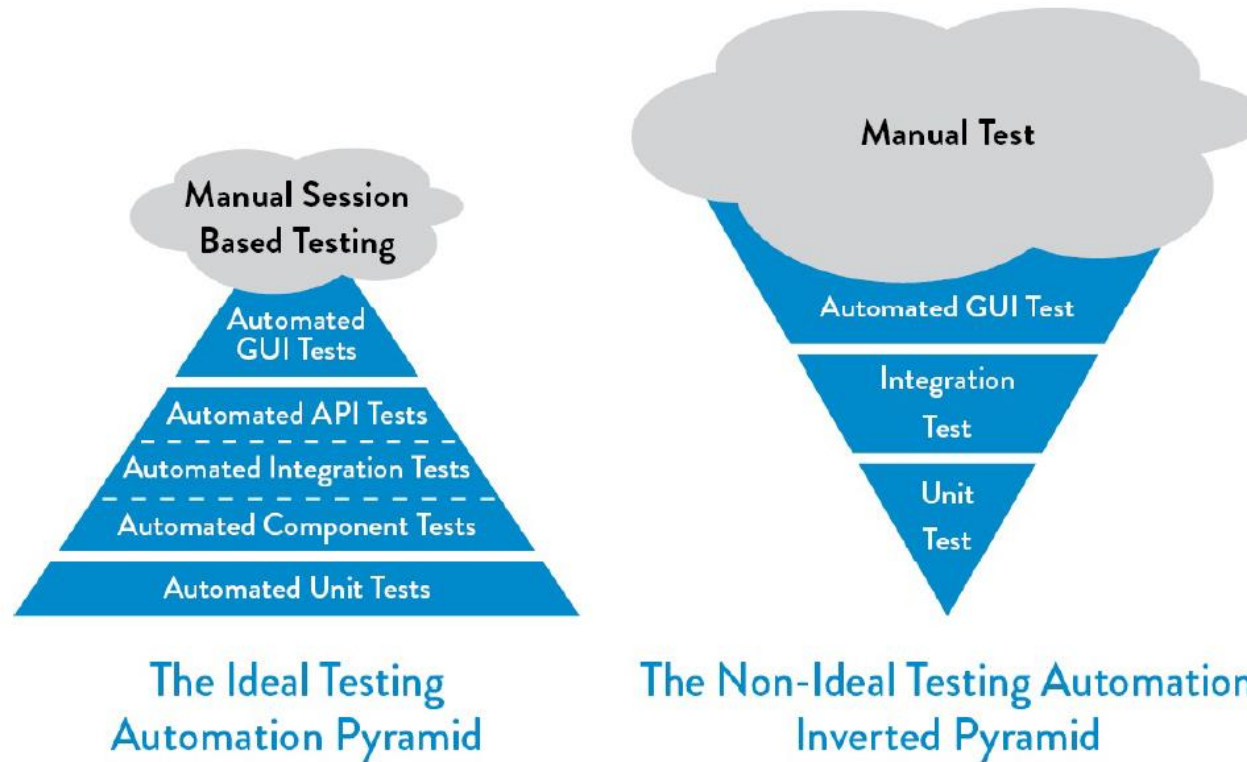 Manual Session
Based Testing
Automated
GUI Tests
Automated API Tests
Automated Integration Tests
Automated Component Tests
Automated Unit Tests
The Ideal Testing
Automation Pyramid
Manual Test
Automated GUI Test
Integration
Test
Unit
Test
The Non-Ideal Testing Automation
Inverted Pyramid